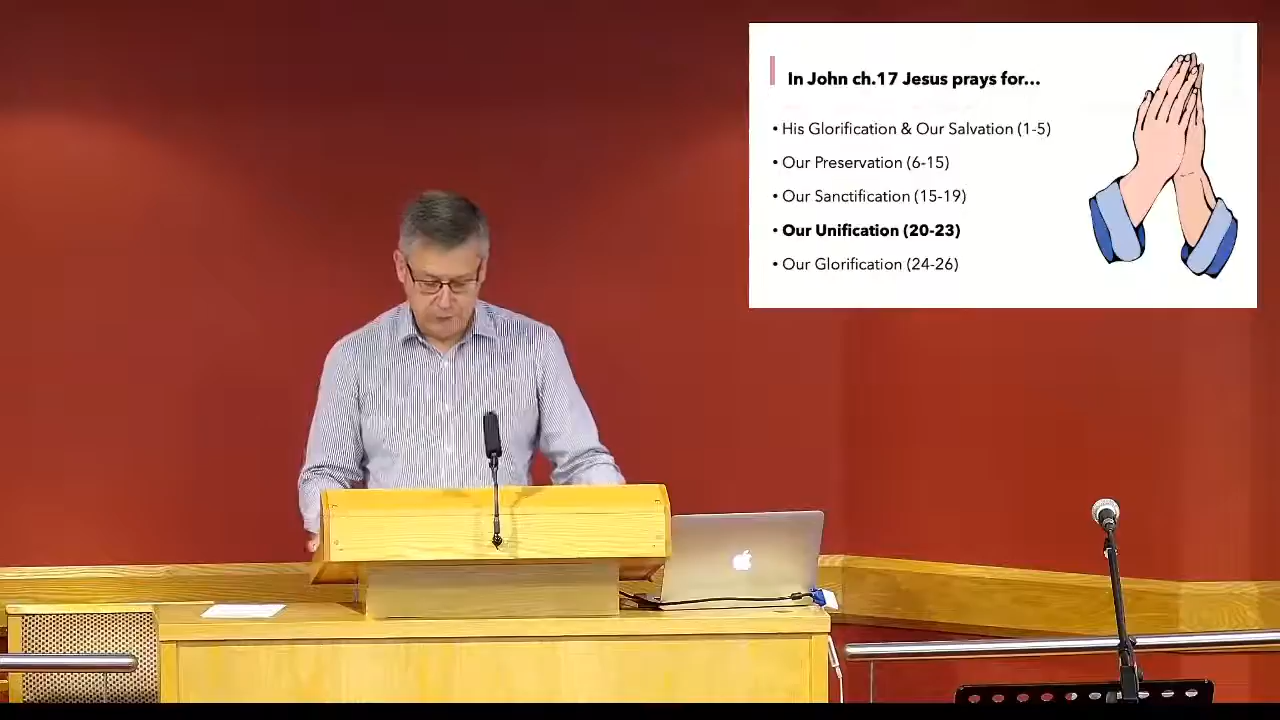 In John ch.17 Jesus prays for...
• His Glorification & Our Salvation (1-5)
• Our Preservation (6-15)
• Our Sanctification (15-19)
• Our Unification (20-23)
• Our Glorification (24-26)